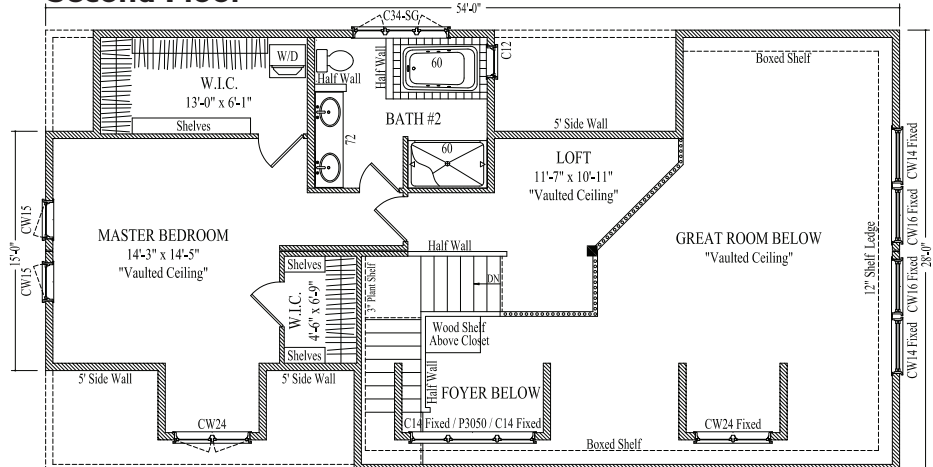 Second Floor
54'-0"
C34-SG
W/D
Half Wall
Half Wall
60
C12
Boxed Shelf
W.I.C.
13'-0" x 6'-1"
BATH #2
Shelves
72
5' Side Wall
60
LOFT
11'-7" x 10'-11"
"Vaulted Ceiling"
CW14 Fixed
CW15
15'-0"
MASTER BEDROOM
14'-3" x 14'-5"
"Vaulted Ceiling"
CW15
Half Wall
GREAT ROOM BELOW
"Vaulted Ceiling"
12" Shelf Ledge
CW16 Fixed
28'-0"
Shelves
W.I.C.
4'-6" x 6'-9"
3" Plant Shelf
DN
CW16 Fixed
Wood Shelf
Above Closet
CW14 Fixed
Shelves
5' Side Wall
5' Side Wall
Half Wall
FOYER BELOW
CW24
C14 Fixed / P3050 / C14 Fixed
CW24 Fixed
Boxed Shelf